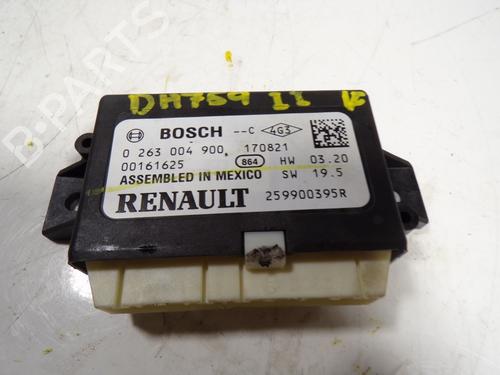 DH759 11 K
BOSCH --C 4G3
0 263 004 900 170821
00161625 864 HW 03.20
ASSEMBLED IN MEXICO SW 19.5
RENAULT 259900395R
B-Parts